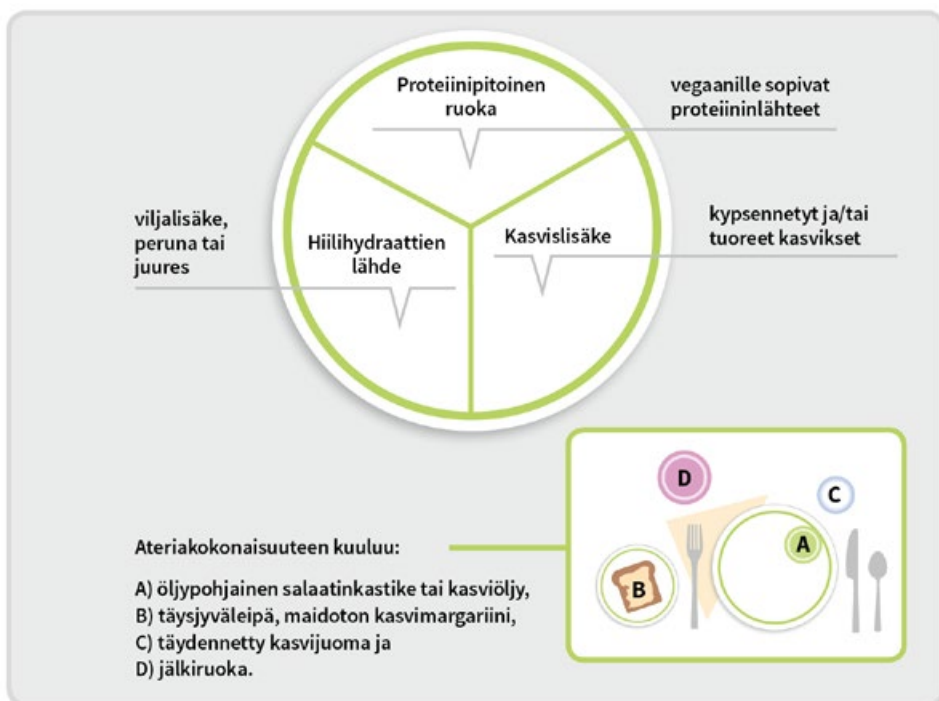 Proteiinipitoinen
ruoka
vegaanille sopivat
proteiininlähteet
viljalisäke,
peruna tai
juures
Hiilihydraattien
lähde
Kasvislisäke
kypsennetyt ja/tai
tuoreet kasvikset
D
C
A
B
Ateriakokonaisuuteen kuuluu:
A) öljypohjainen salaatinkastike tai kasviöljy,
B) täysjyväleipä, maidoton kasvimargariini,
C) täydennetty kasvijuoma ja
D) jälkiruoka.